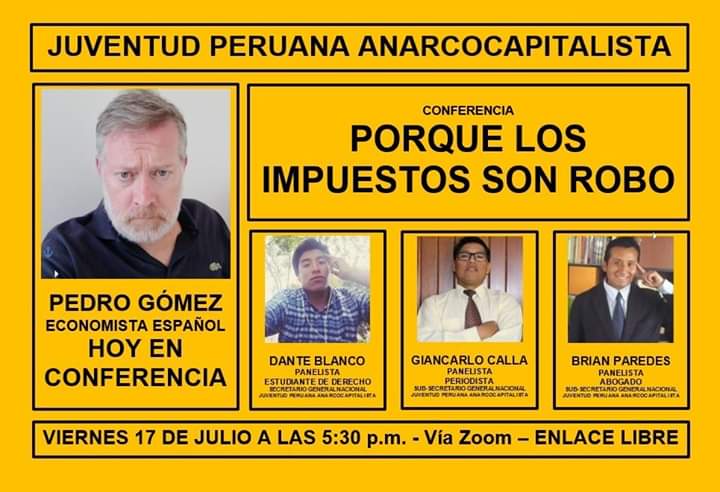 JUVENTUD PERUANA ANARCOCAPITALISTA
PEDRO GÓMEZ
ECONOMISTA ESPAÑOL
HOY EN
CONFERENCIA
CONFERENCIA
PORQUE LOS
IMPUESTOS SON ROBO
DANTE BLANCO
PANELISTA
ESTUDIANTE DE DERECHO
SECRETARIO GENERAL NACIONAL
JUVENTUD PERUANA ANARCOCAPITALISTA
GIANCARLO CALLA
PANELISTA
PERIODISTA
SUB-SECRETARIO GENERAL NACIONAL
JUVENTUD PERUANA ANARCOCAPITALISTA
BRIAN PAREDES
PANELISTA
ABOGADO
SUB-SECRETARIO GENERAL NACIONAL
JUVENTUD PERUANA ANARCOCAPITALISTA
VIERNES 17 DE JULIO A LAS 5:30 p.m. - Vía Zoom – ENLACE LIBRE